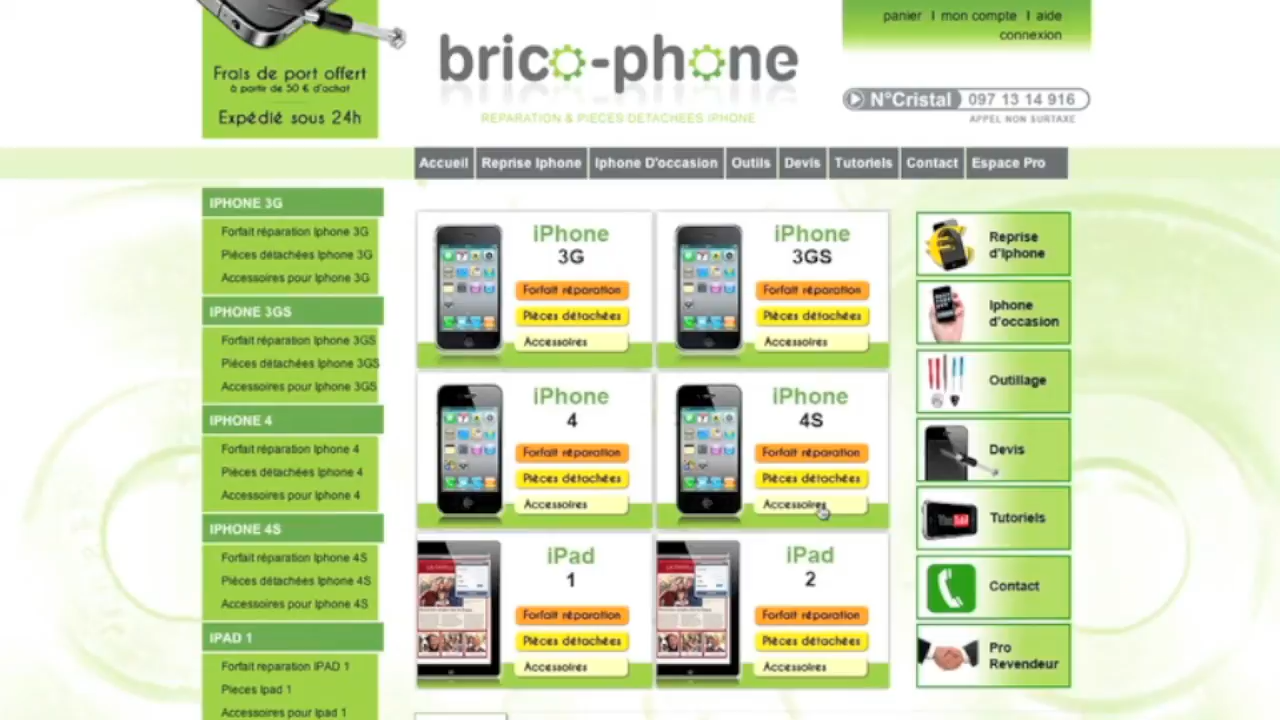 Frais de port offert
à partir de 50 € d'achat
Expédié sous 24h
brico-phone
REPARATION & PIECES DETACHEES IPHONE
panier | mon compte | aide
connexion
N°Cristal 097 13 14 916
APPEL NON SURTAXE
Accueil
Reprise Iphone
Iphone D'occasion
Outils
Devis
Tutoriels
Contact
Espace Pro
IPHONE 3G
Forfait réparation Iphone 3G
Pièces détachées Iphone 3G
Accessoires pour Iphone 3G
IPHONE 3GS
Forfait réparation Iphone 3GS
Pièces détachées Iphone 3GS
Accessoires pour Iphone 3GS
IPHONE 4
Forfait réparation Iphone 4
Pièces détachées Iphone 4
Accessoires pour Iphone 4
IPHONE 4S
Forfait réparation Iphone 4S
Pièces détachées Iphone 4S
Accessoires pour Iphone 4S
IPAD 1
Forfait reparation IPAD 1
Pieces Ipad 1
Accessoires pour Ipad 1
iPhone
3G
Forfait réparation
Pièces détachées
Accessoires
iPhone
3GS
Forfait réparation
Pièces détachées
Accessoires
iPhone
4
Forfait réparation
Pièces détachées
Accessoires
iPhone
4S
Forfait réparation
Pièces détachées
Accessoires
iPad
1
Forfait réparation
Pièces détachées
Accessoires
iPad
2
Forfait réparation
Pièces détachées
Accessoires
Reprise
d'Iphone
Iphone
d'occasion
Outillage
Devis
You Tube
Tutoriels
Contact
Pro
Revendeur